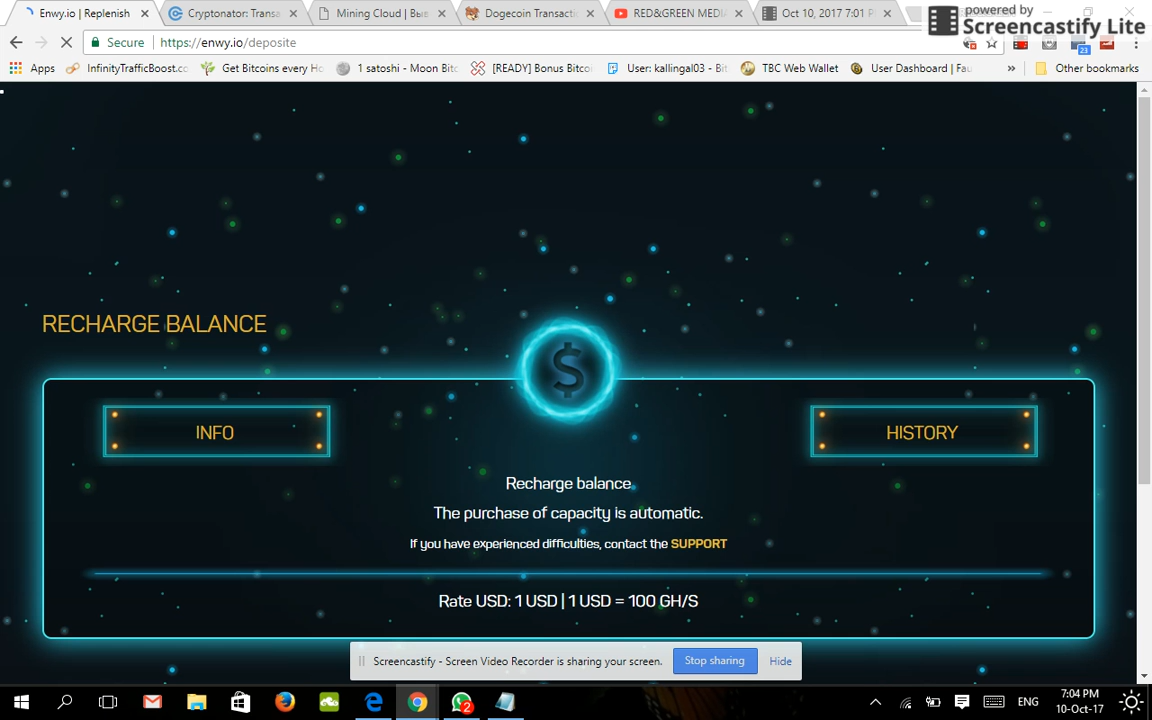 Enwy.io | Replenish
Cryptonator: Transa
Mining Cloud | Выв
Dogecoin Transactio
RED&GREEN MEDI
Oct 10, 2017 7:01 P
powered by
Screencastify Lite
Secure
https://enwy.io/deposite
23
Apps
InfinityTrafficBoost.co
Get Bitcoins every Ho
1 satoshi - Moon Bitc
[READY] Bonus Bitco
User: kallingal03 - Bit
TBC Web Wallet
User Dashboard | Fau
»
Other bookmarks
RECHARGE BALANCE
$
INFO
HISTORY
Recharge balance.
The purchase of capacity is automatic.
If you have experienced difficulties, contact the SUPPORT
Rate USD: 1 USD | 1 USD = 100 GH/S
Screencastify - Screen Video Recorder is sharing your screen.
Stop sharing
Hide
2
ENG
7:04 PM
10-Oct-17